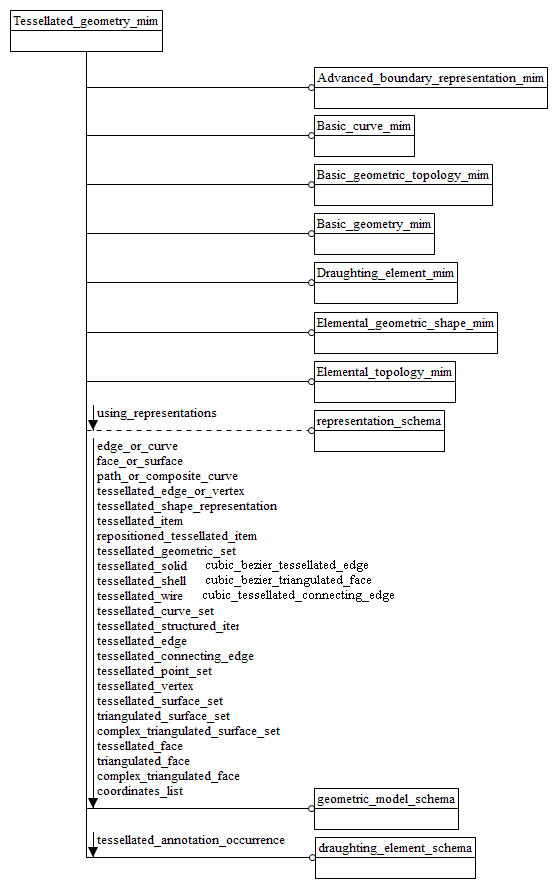 Tessellated_geometry_mim
Advanced_boundary_representation_mim
Basic_curve_mim
Basic_geometric_topology_mim
Basic_geometry_mim
Draughting_element_mim
Elemental_geometric_shape_mim
Elemental_topology_mim
using_representations
representation_schema
edge_or_curve
face_or_surface
path_or_composite_curve
tessellated_edge_or_vertex
tessellated_shape_representation
tessellated_item
repositioned_tessellated_item
tessellated_geometric_set
tessellated_solid cubic_bezier_tessellated_edge
tessellated_shell cubic_bezier_triangulated_face
tessellated_wire cubic_tessellated_connecting_edge
tessellated_curve_set
tessellated_structured_iter
tessellated_edge
tessellated_connecting_edge
tessellated_point_set
tessellated_vertex
tessellated_surface_set
triangulated_surface_set
complex_triangulated_surface_set
tessellated_face
triangulated_face
complex_triangulated_face
coordinates_list
geometric_model_schema
tessellated_annotation_occurrence
draughting_element_schema